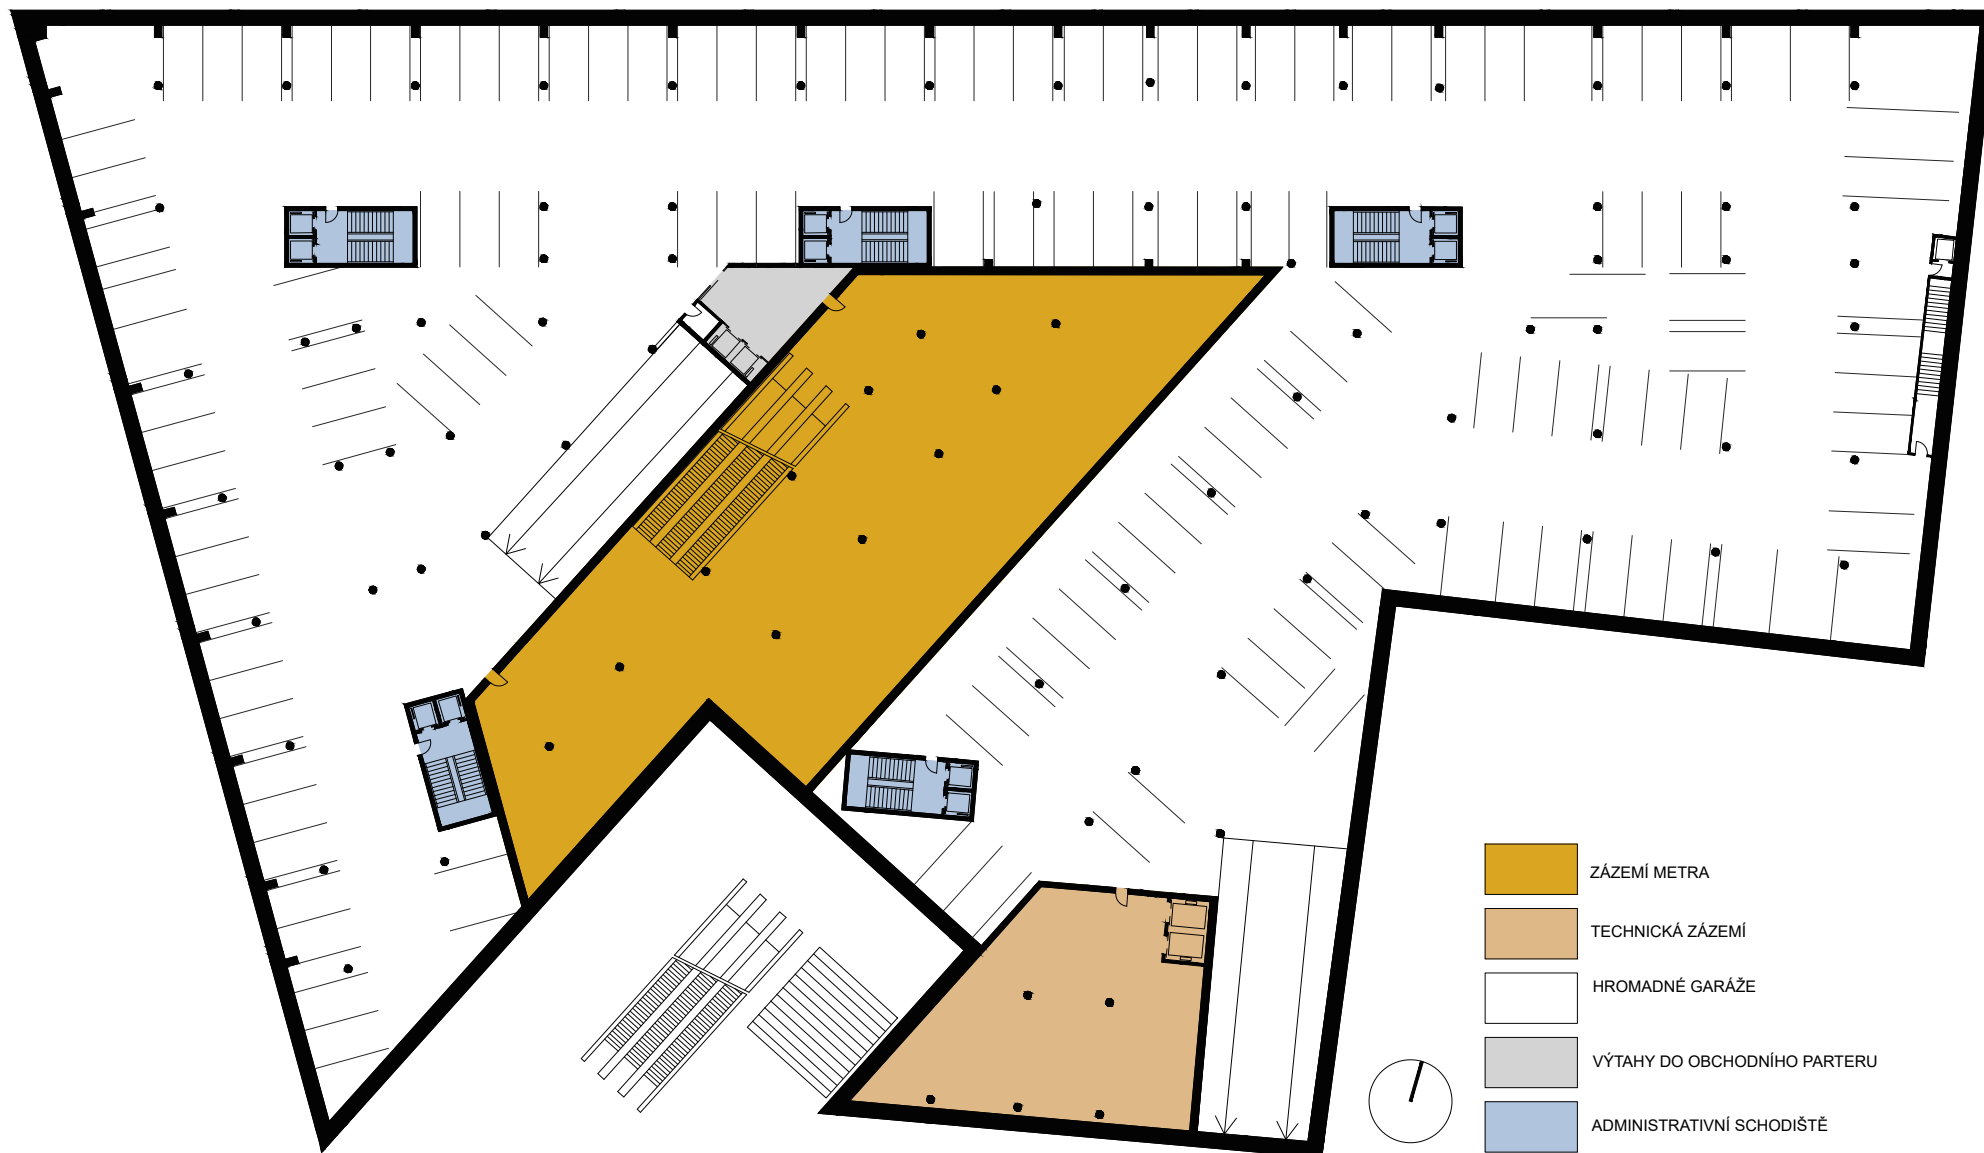 ZÁZEMÍ METRA
TECHNICKÁ ZÁZEMÍ
HROMADNÉ GARÁŽE
VÝTAHY DO OBCHODNÍHO PARTERU
ADMINISTRATIVNÍ SCHODIŠTĚ